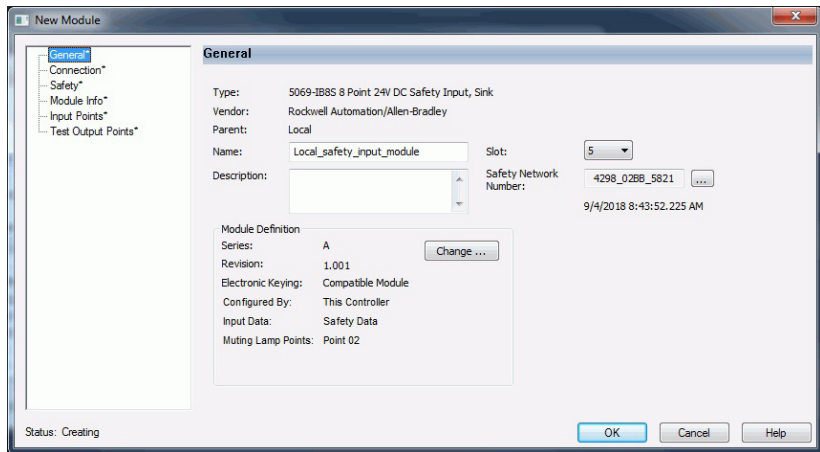 New Module
General*
Connection*
Safety*
Module Info*
Input Points*
Test Output Points*
General
Type: 5069-IB8S 8 Point 24V DC Safety Input, Sink
Vendor: Rockwell Automation/Allen-Bradley
Parent: Local
Name: Local_safety_input_module Slot: 5
Description: Safety Network Number: 4298_02BB_5821 ...
9/4/2018 8:43:52.225 AM
Module Definition
Series: A Change ...
Revision: 1.001
Electronic Keying: Compatible Module
Configured By: This Controller
Input Data: Safety Data
Muting Lamp Points: Point 02
Status: Creating OK Cancel Help